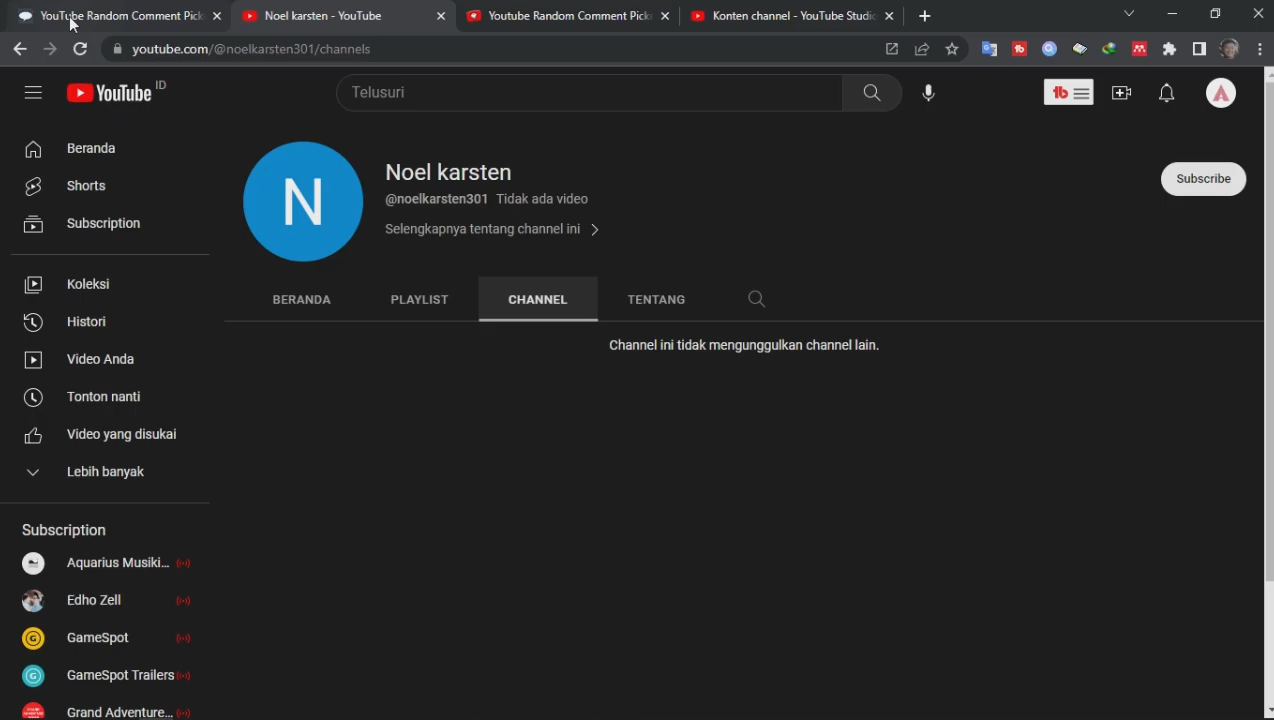 YouTube Random Comment Pick
Noel karsten - YouTube
Youtube Random Comment Picke
Konten channel - YouTube Studio
youtube.com/@noelkarsten301/channels
YouTube ID
Telusuri
Beranda
Shorts
Subscription
Koleksi
Histori
Video Anda
Tonton nanti
Video yang disukai
Lebih banyak
Subscription
Aquarius Musiki...
Edho Zell
GameSpot
GameSpot Trailers
Grand Adventure...
N
Noel karsten
@noelkarsten301 Tidak ada video
Selengkapnya tentang channel ini
Subscribe
BERANDA PLAYLIST CHANNEL TENTANG
Channel ini tidak mengunggulkan channel lain.